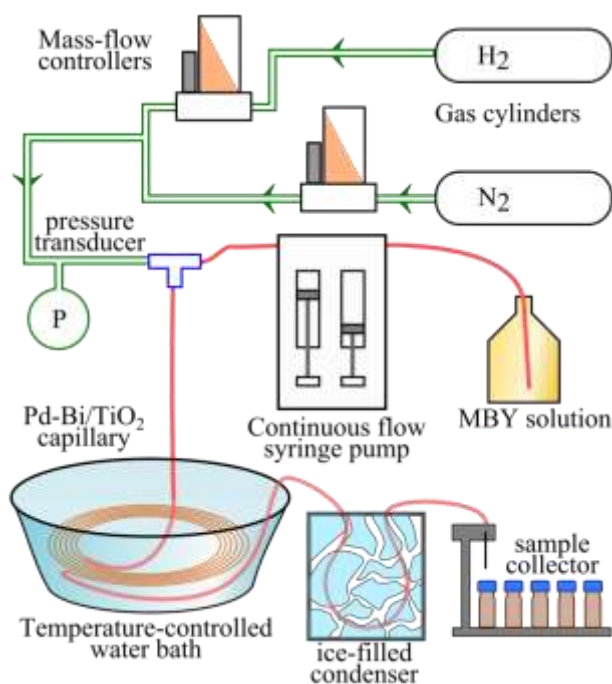 Mass-flow
controllers
H2
Gas cylinders
N2
pressure
transducer
P
Pd-Bi/TiO2
capillary
Continuous flow
syringe pump
MBY solution
Temperature-controlled
water bath
ice-filled
condenser
sample
collector